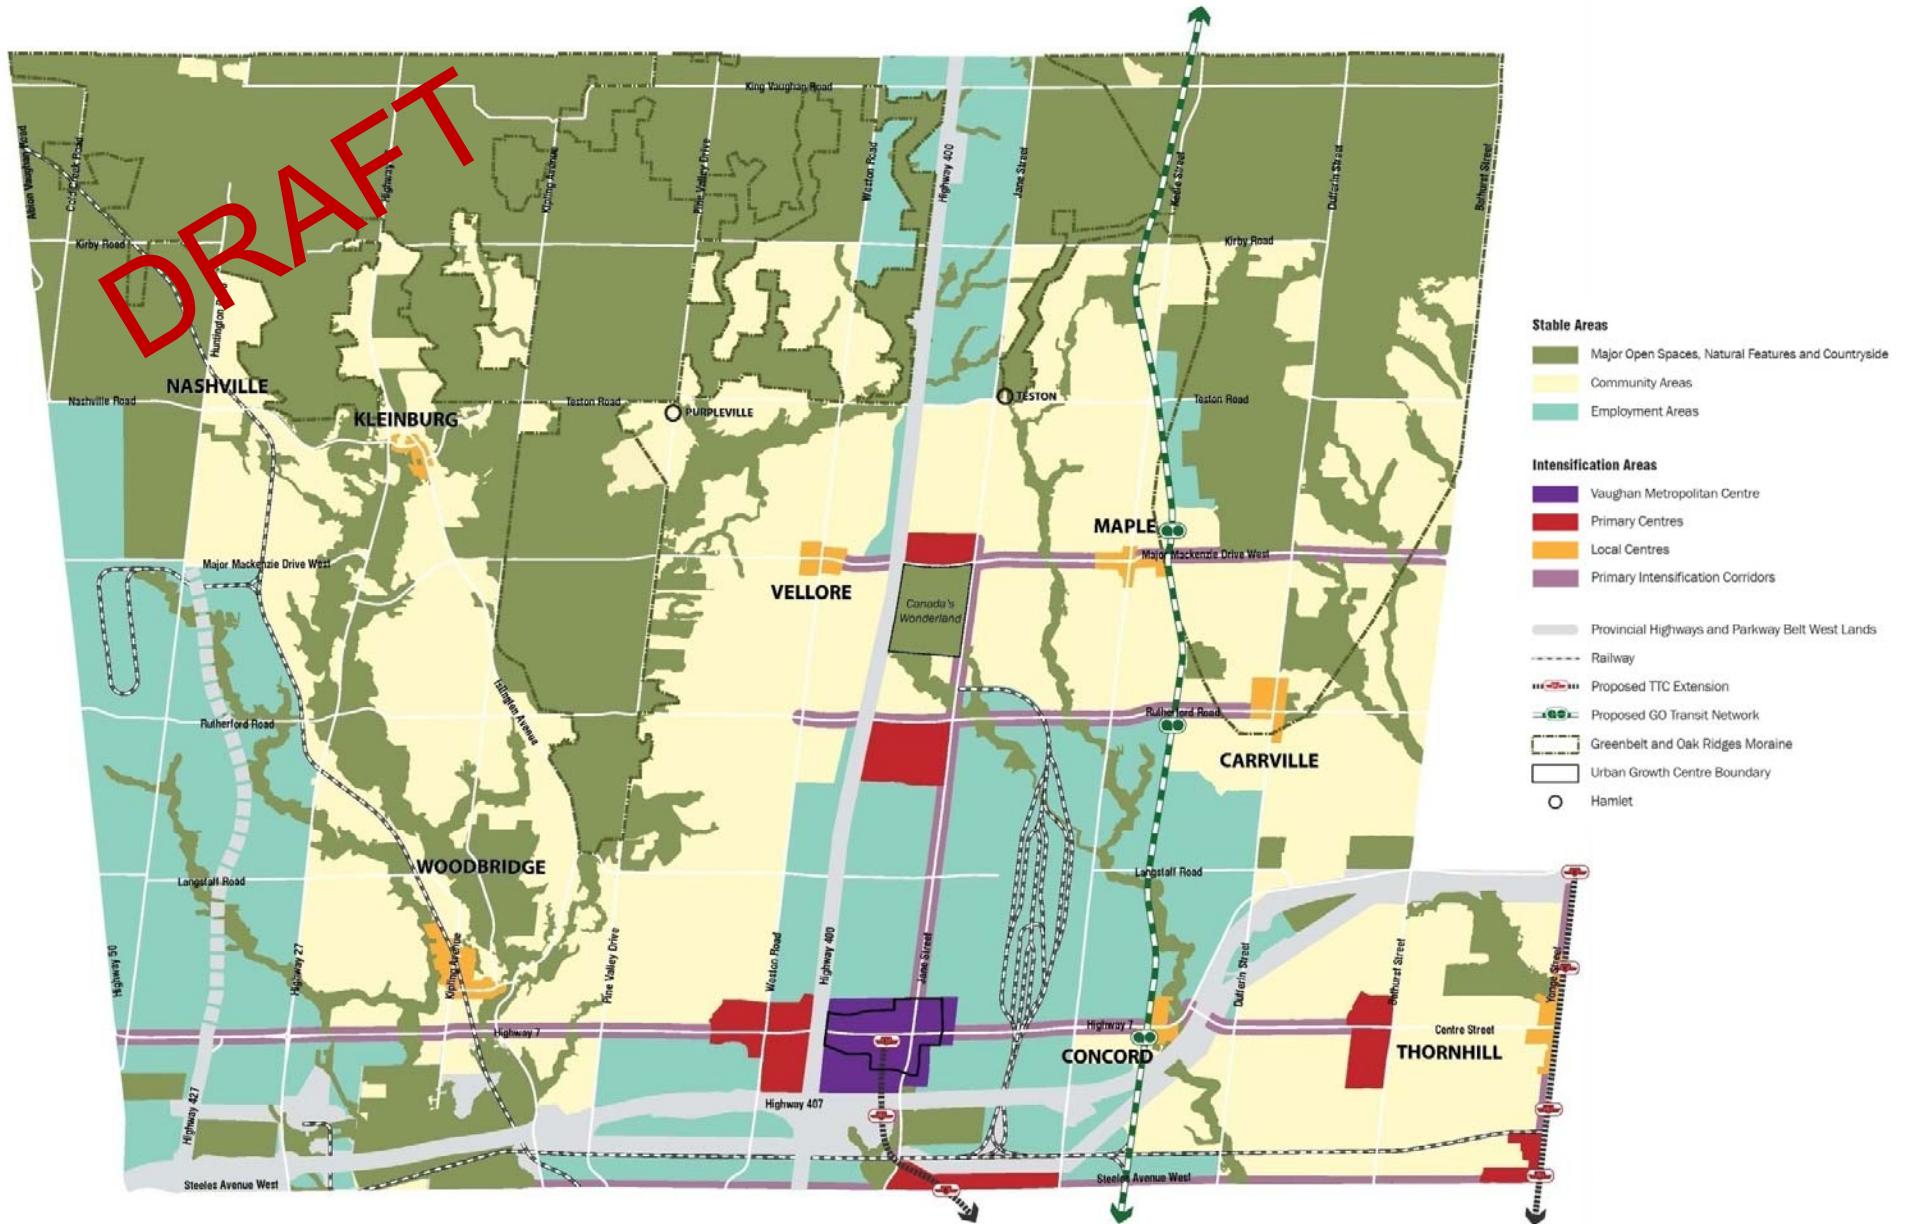 DRAFT
King Vaughan Road
Albion Vaughan Road
Cold Creek Road
Kipling Avenue
Pine Valley Drive
Weston Road
Highway 400
Jane Street
Keele Street
Dufferin Street
Bathurst Street
Kirby Road
Kirby Road
NASHVILLE
Nashville Road
KLEINBURG
Teston Road
PURPLEVILLE
TESTON
Teston Road
MAPLE
Major Mackenzie Drive West
Major Mackenzie Drive West
VELLORE
Canada's
Wonderland
Islington Avenue
Rutherford Road
Rutherford Road
CARRVILLE
WOODBRIDGE
Langstaff Road
Langstaff Road
Highway 50
Highway 27
Kipling Avenue
Pine Valley Drive
Weston Road
Highway 400
Jane Street
Dufferin Street
Bathurst Street
Yonge Street
Highway 7
Highway 7
Centre Street
CONCORD
THORNHILL
Highway 407
Highway 427
Steeles Avenue West
Steeles Avenue West
Stable Areas
Major Open Spaces, Natural Features and Countryside
Community Areas
Employment Areas
Intensification Areas
Vaughan Metropolitan Centre
Primary Centres
Local Centres
Primary Intensification Corridors
Provincial Highways and Parkway Belt West Lands
Railway
Proposed TTC Extension
Proposed GO Transit Network
Greenbelt and Oak Ridges Moraine
Urban Growth Centre Boundary
Hamlet